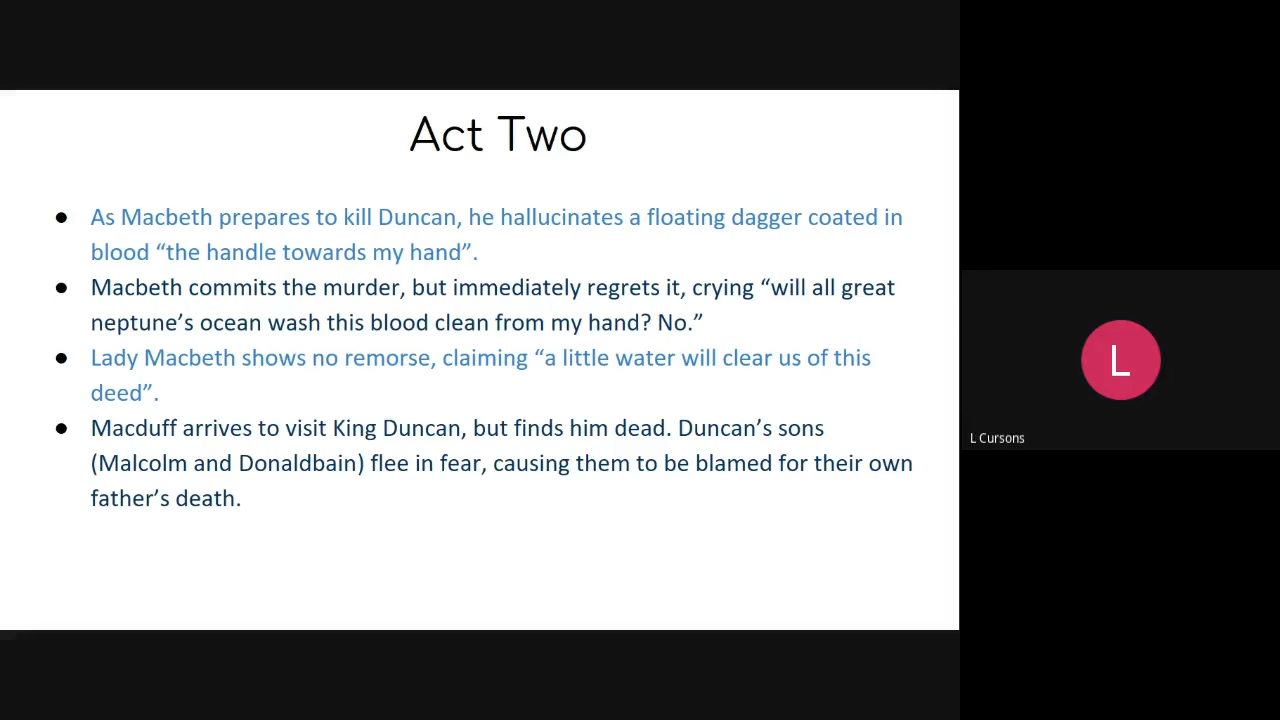 Act Two
● As Macbeth prepares to kill Duncan, he hallucinates a floating dagger coated in
blood “the handle towards my hand”.
● Macbeth commits the murder, but immediately regrets it, crying “will all great
neptune’s ocean wash this blood clean from my hand? No.”
● Lady Macbeth shows no remorse, claiming “a little water will clear us of this
deed”.
● Macduff arrives to visit King Duncan, but finds him dead. Duncan’s sons
(Malcolm and Donaldbain) flee in fear, causing them to be blamed for their own
father’s death.
L
L Cursons